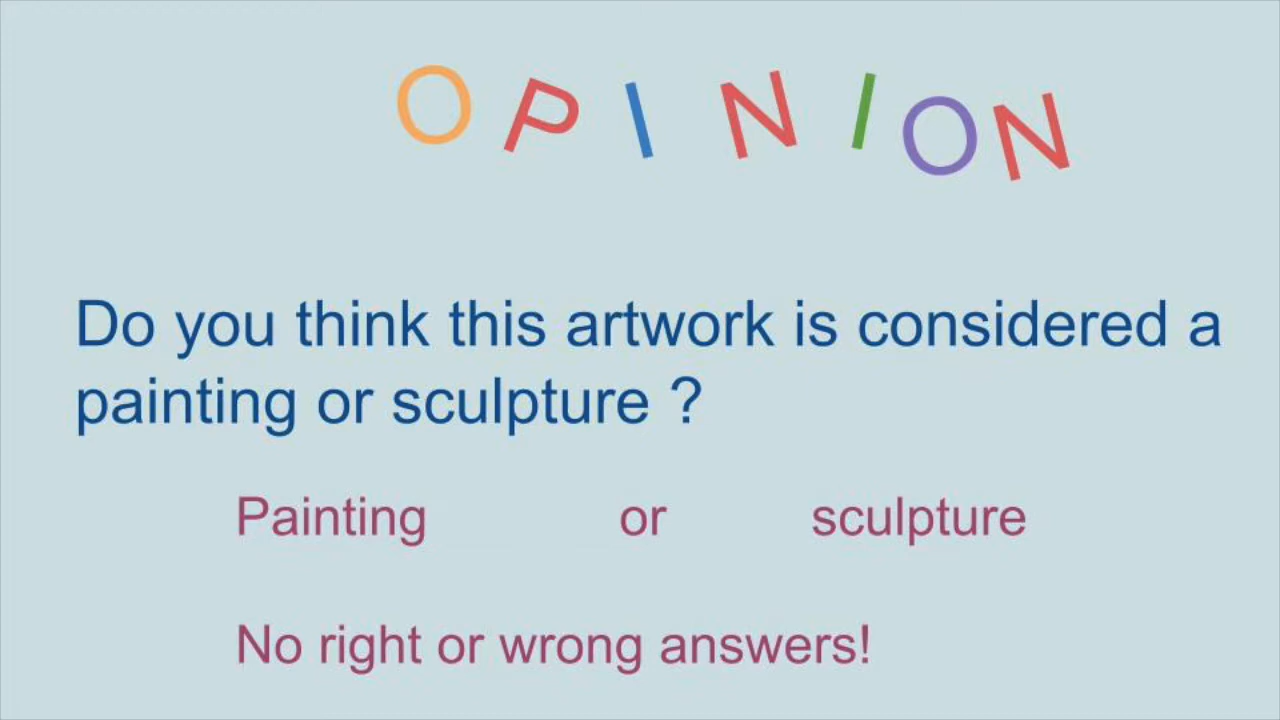 OPINION
Do you think this artwork is considered a
painting or sculpture ?
Painting or sculpture
No right or wrong answers!